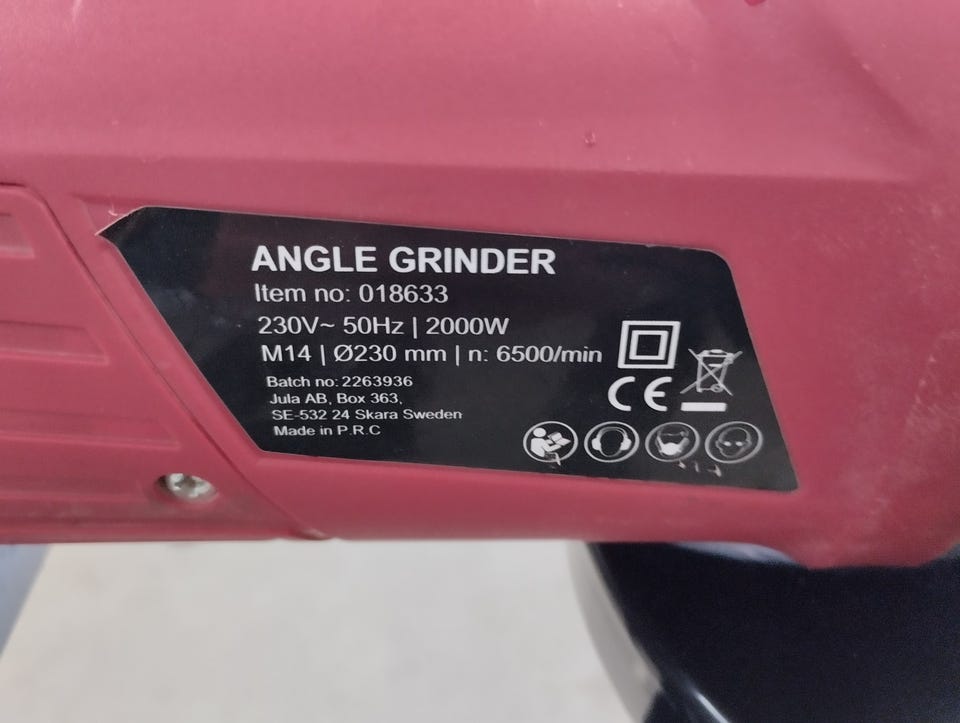 ANGLE GRINDER
Item no: 018633
230V~ 50Hz | 2000W
M14 | Ø230 mm | n: 6500/min
Batch no: 2263936
Jula AB, Box 363,
SE-532 24 Skara Sweden
Made in P.R.C
CE